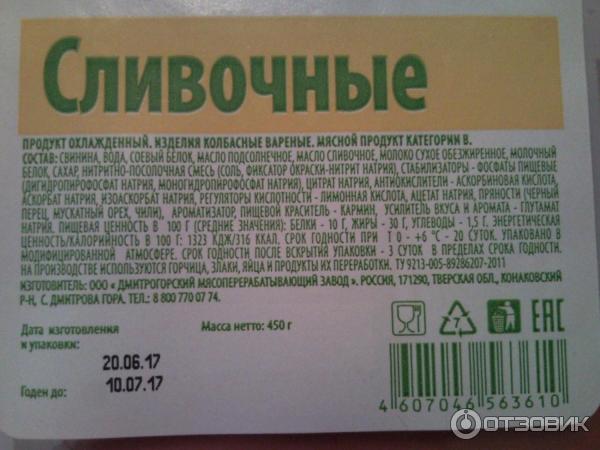 Сливочные
ПРОДУКТ ОХЛАЖДЕННЫЙ. ИЗДЕЛИЯ КОЛБАСНЫЕ ВАРЕНЫЕ. МЯСНОЙ ПРОДУКТ КАТЕГОРИИ В.
СОСТАВ: СВИНИНА, ВОДА, СОЕВЫЙ БЕЛОК, МАСЛО ПОДСОЛНЕЧНОЕ, МАСЛО СЛИВОЧНОЕ, МОЛОКО СУХОЕ ОБЕЗЖИРЕННОЕ, МОЛОЧНЫЙ
БЕЛОК, САХАР, НИТРИТНО-ПОСОЛОЧНАЯ СМЕСЬ (СОЛЬ, ФИКСАТОР ОКРАСКИ-НИТРИТ НАТРИЯ), СТАБИЛИЗАТОРЫ - ФОСФАТЫ ПИЩЕВЫЕ
(ДИГИДРОПИРОФОСФАТ НАТРИЯ, МОНОГИДРОПИРОФОСФАТ НАТРИЯ), ЦИТРАТ НАТРИЯ, АНТИОКИСЛИТЕЛИ - АСКОРБИНОВАЯ КИСЛОТА,
АСКОРБАТ НАТРИЯ, ИЗОАСКОРБАТ НАТРИЯ, РЕГУЛЯТОРЫ КИСЛОТНОСТИ - ЛИМОННАЯ КИСЛОТА, АЦЕТАТ НАТРИЯ, ПРЯНОСТИ (ЧЕРНЫЙ
ПЕРЕЦ, МУСКАТНЫЙ ОРЕХ, ЧИЛИ), АРОМАТИЗАТОР, ПИЩЕВОЙ КРАСИТЕЛЬ - КАРМИН, УСИЛИТЕЛЬ ВКУСА И АРОМАТА - ГЛУТАМАТ
НАТРИЯ. ПИЩЕВАЯ ЦЕННОСТЬ В 100 Г (СРЕДНИЕ ЗНАЧЕНИЯ): БЕЛКИ - 10 Г, ЖИРЫ - 30 Г, УГЛЕВОДЫ - 1,5 Г. ЭНЕРГЕТИЧЕСКАЯ
ЦЕННОСТЬ/КАЛОРИЙНОСТЬ В 100 Г: 1323 КДЖ/316 ККАЛ. СРОК ГОДНОСТИ ПРИ Т 0 - +6 °С - 20 СУТОК. УПАКОВАНО В
МОДИФИЦИРОВАННОЙ АТМОСФЕРЕ. СРОК ГОДНОСТИ ПОСЛЕ ВСКРЫТИЯ УПАКОВКИ - 3 СУТОК В ПРЕДЕЛАХ СРОКА ГОДНОСТИ.
НА ПРОИЗВОДСТВЕ ИСПОЛЬЗУЮТСЯ ГОРЧИЦА, ЗЛАКИ, ЯЙЦА И ПРОДУКТЫ ИХ ПЕРЕРАБОТКИ. ТУ 9213-005-89286207-2011
ИЗГОТОВИТЕЛЬ: ООО « ДМИТРОГОРСКИЙ МЯСОПЕРЕРАБАТЫВАЮЩИЙ ЗАВОД ». РОССИЯ, 171290, ТВЕРСКАЯ ОБЛ., КОНАКОВСКИЙ
Р-Н, С. ДМИТРОВА ГОРА. ТЕЛ.: 8 800 770 07 74.
Дата изготовления
и упаковки:
20.06.17
Масса нетто: 450 г
7
EAC
Годен до:
10.07.17
4 607046 563610
ОТЗОВИК